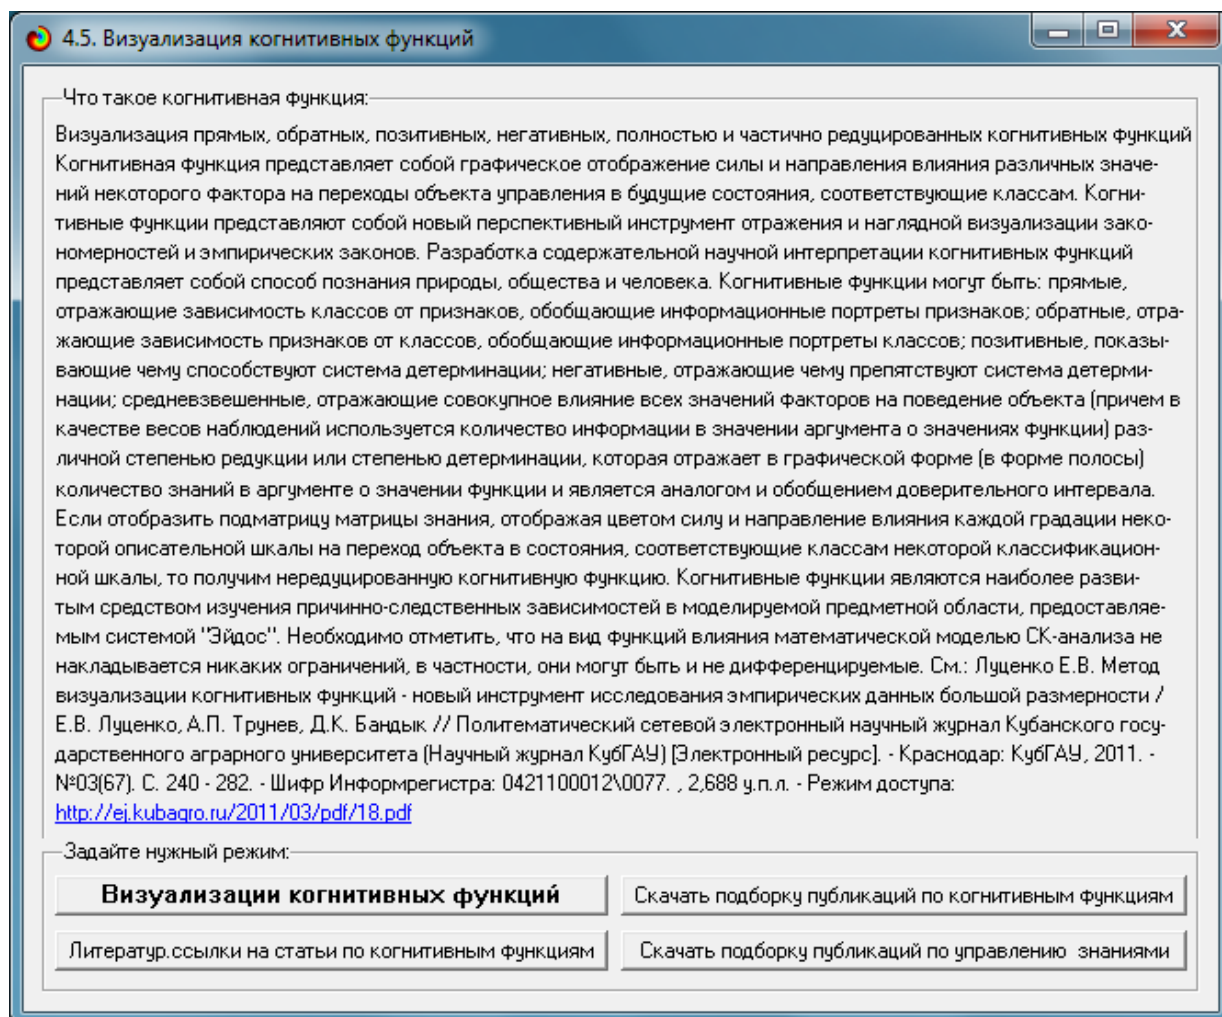 4.5. Визуализация когнитивных функций
Что такое когнитивная функция:
Визуализация прямых, обратных, позитивных, негативных, полностью и частично редуцированных когнитивных функций
Когнитивная функция представляет собой графическое отображение силы и направления влияния различных значе-
ний некоторого фактора на переходы объекта управления в будущие состояния, соответствующие классам. Когни-
тивные функции представляют собой новый перспективный инструмент отражения и наглядной визуализации зако-
номерностей и эмпирических законов. Разработка содержательной научной интерпретации когнитивных функций
представляет собой способ познания природы, общества и человека. Когнитивные функции могут быть: прямые,
отражающие зависимость классов от признаков, обобщающие информационные портреты признаков; обратные, отра-
жающие зависимость признаков от классов, обобщающие информационные портреты классов; позитивные, показы-
вающие чему способствуют система детерминации; негативные, отражающие чему препятствуют система детерми-
нации; средневзвешенные, отражающие совокупное влияние всех значений факторов на поведение объекта (причем в
качестве весов наблюдений используется количество информации в значении аргумента о значениях функции) раз-
личной степенью редукции или степенью детерминации, которая отражает в графической форме (в форме полосы)
количество знаний в аргументе о значении функции и является аналогом и обобщением доверительного интервала.
Если отобразить подматрицу матрицы знания, отображая цветом силу и направление влияния каждой градации неко-
торой описательной шкалы на переход объекта в состояния, соответствующие классам некоторой классификацион-
ной шкалы, то получим нередуцированную когнитивную функцию. Когнитивные функции являются наиболее разви-
тым средством изучения причинно-следственных зависимостей в моделируемой предметной области, предоставляе-
мым системой "Эйдос". Необходимо отметить, что на вид функций влияния математической моделью СК-анализа не
накладывается никаких ограничений, в частности, они могут быть и не дифференцируемые. См.: Луценко Е.В. Метод
визуализации когнитивных функций - новый инструмент исследования эмпирических данных большой размерности /
Е.В. Луценко, А.П. Трунев, Д.К. Бандык // Политематический сетевой электронный научный журнал Кубанского госу-
дарственного аграрного университета (Научный журнал КубГАУ) [Электронный ресурс]. - Краснодар: КубГАУ, 2011. -
№03(67). С. 240 - 282. - Шифр Информрегистра: 0421100012\0077. , 2,688 у.п.л. - Режим доступа:
http://ej.kubagro.ru/2011/03/pdf/18.pdf
Задайте нужный режим:
Визуализации когнитивных функций Скачать подборку публикаций по когнитивным функциям
Литератур.ссылки на статьи по когнитивным функциям Скачать подборку публикаций по управлению знаниями